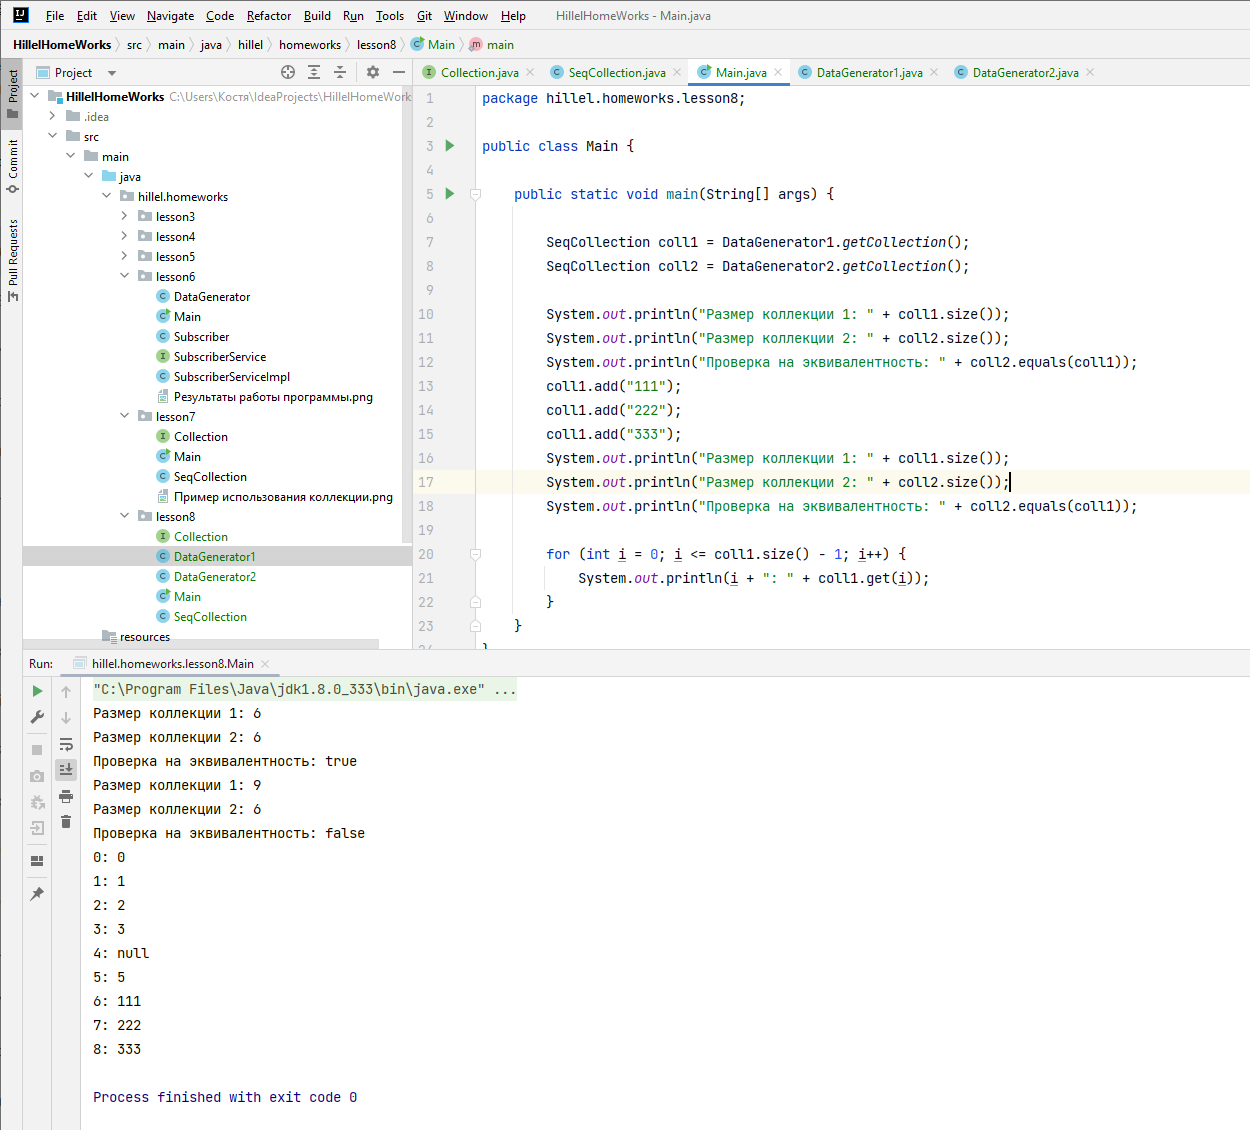 File Edit View Navigate Code Refactor Build Run Tools Git Window Help HillelHomeWorks - Main.java
HillelHomeWorks src main java hillel homeworks lesson8 Main main
Project
Commit
Pull Requests
Project
HillelHomeWorks C:\Users\Костя\IdeaProjects\HillelHomeWork
.idea
src
main
java
hillel.homeworks
lesson3
lesson4
lesson5
lesson6
DataGenerator
Main
Subscriber
SubscriberService
SubscriberServiceImpl
Результаты работы программы.png
lesson7
Collection
Main
SeqCollection
Пример использования коллекции.png
lesson8
Collection
DataGenerator1
DataGenerator2
Main
SeqCollection
resources
Collection.java SeqCollection.java Main.java DataGenerator1.java DataGenerator2.java
1 package hillel.homeworks.lesson8;
2
3 public class Main {
4
5 public static void main(String[] args) {
6
7 SeqCollection coll1 = DataGenerator1.getCollection();
8 SeqCollection coll2 = DataGenerator2.getCollection();
9
10 System.out.println("Размер коллекции 1: " + coll1.size());
11 System.out.println("Размер коллекции 2: " + coll2.size());
12 System.out.println("Проверка на эквивалентность: " + coll2.equals(coll1));
13 coll1.add("111");
14 coll1.add("222");
15 coll1.add("333");
16 System.out.println("Размер коллекции 1: " + coll1.size());
17 System.out.println("Размер коллекции 2: " + coll2.size());
18 System.out.println("Проверка на эквивалентность: " + coll2.equals(coll1));
19
20 for (int i = 0; i <= coll1.size() - 1; i++) {
21 System.out.println(i + ": " + coll1.get(i));
22 }
23 }
24 }
Run: hillel.homeworks.lesson8.Main
"C:\Program Files\Java\jdk1.8.0_333\bin\java.exe" ...
Размер коллекции 1: 6
Размер коллекции 2: 6
Проверка на эквивалентность: true
Размер коллекции 1: 9
Размер коллекции 2: 6
Проверка на эквивалентность: false
0: 0
1: 1
2: 2
3: 3
4: null
5: 5
6: 111
7: 222
8: 333
Process finished with exit code 0